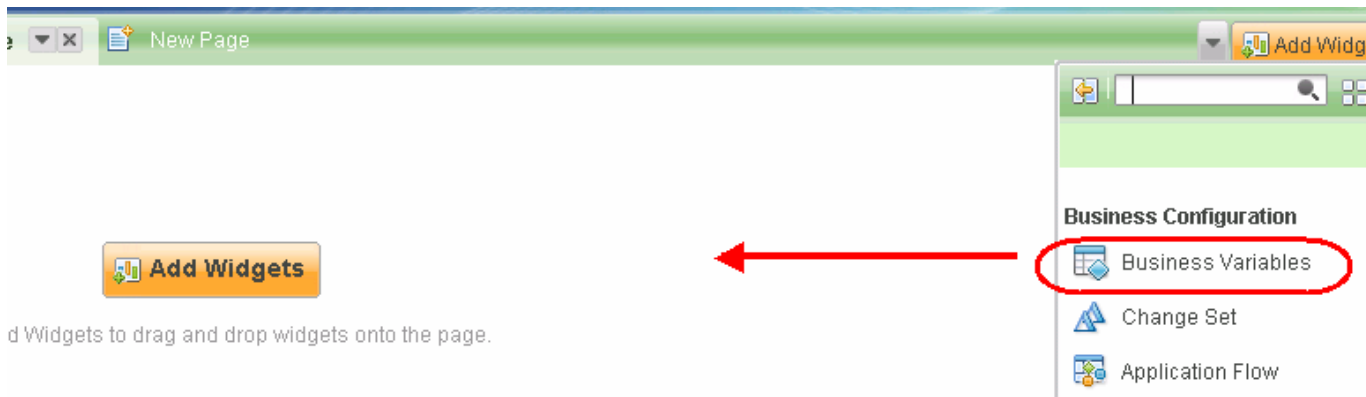 New Page
Add Widg
Business Configuration
Business Variables
Add Widgets
Change Set
d Widgets to drag and drop widgets onto the page.
Application Flow